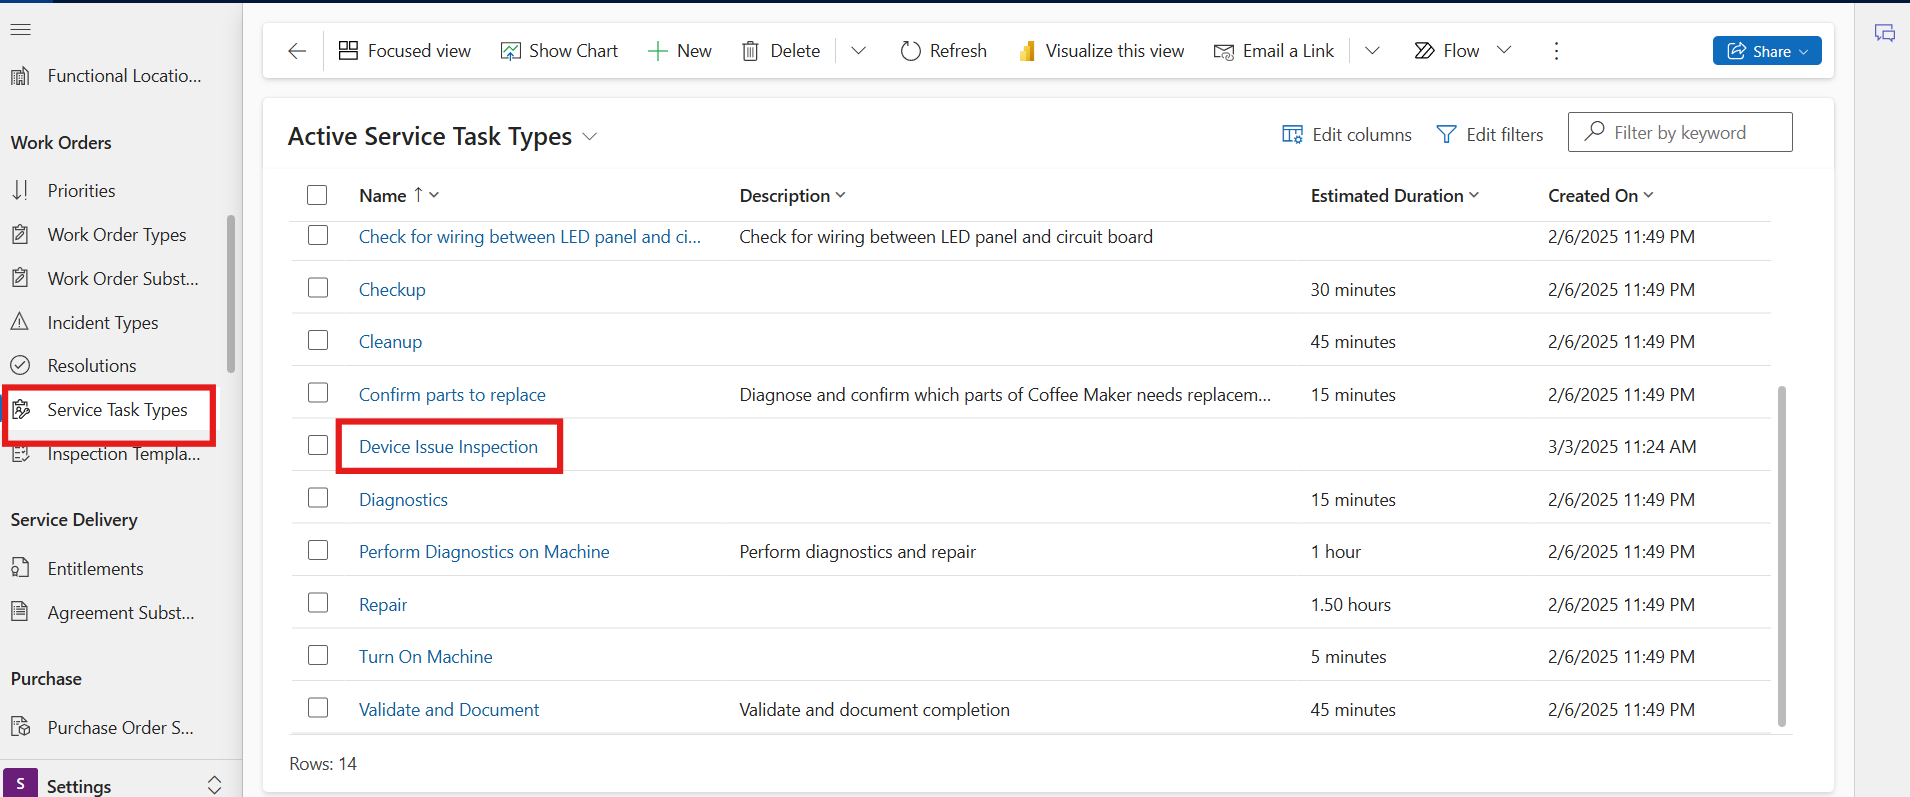 Focused view
Show Chart
New
Delete
Refresh
Visualize this view
Email a Link
Flow
Share
Functional Locatio...
Work Orders
Priorities
Work Order Types
Work Order Subst...
Incident Types
Resolutions
Service Task Types
Inspection Templa...
Service Delivery
Entitlements
Agreement Subst...
Purchase
Purchase Order S...
S Settings
Active Service Task Types
Edit columns
Edit filters
Filter by keyword
Name Description Estimated Duration Created On
Check for wiring between LED panel and ci... Check for wiring between LED panel and circuit board 2/6/2025 11:49 PM
Checkup 30 minutes 2/6/2025 11:49 PM
Cleanup 45 minutes 2/6/2025 11:49 PM
Confirm parts to replace Diagnose and confirm which parts of Coffee Maker needs replacem... 15 minutes 2/6/2025 11:49 PM
Device Issue Inspection 3/3/2025 11:24 AM
Diagnostics 15 minutes 2/6/2025 11:49 PM
Perform Diagnostics on Machine Perform diagnostics and repair 1 hour 2/6/2025 11:49 PM
Repair 1.50 hours 2/6/2025 11:49 PM
Turn On Machine 5 minutes 2/6/2025 11:49 PM
Validate and Document Validate and document completion 45 minutes 2/6/2025 11:49 PM
Rows: 14